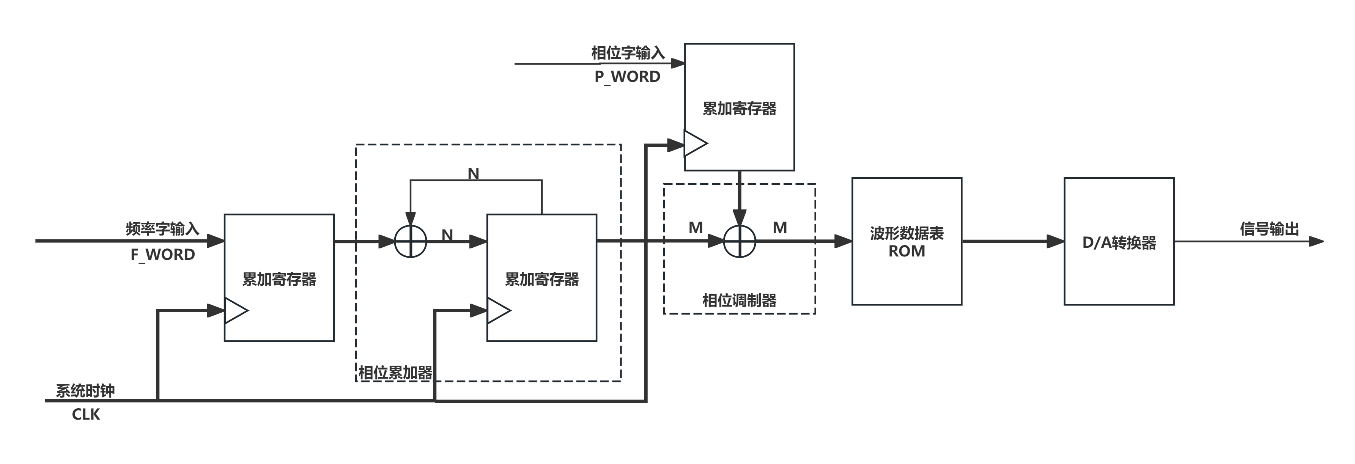 相位字输入
P_WORD
累加寄存器
N
频率字输入
F_WORD
累加寄存器
N
累加寄存器
相位累加器
M
M
相位调制器
波形数据表
ROM
D/A转换器
信号输出
系统时钟
CLK